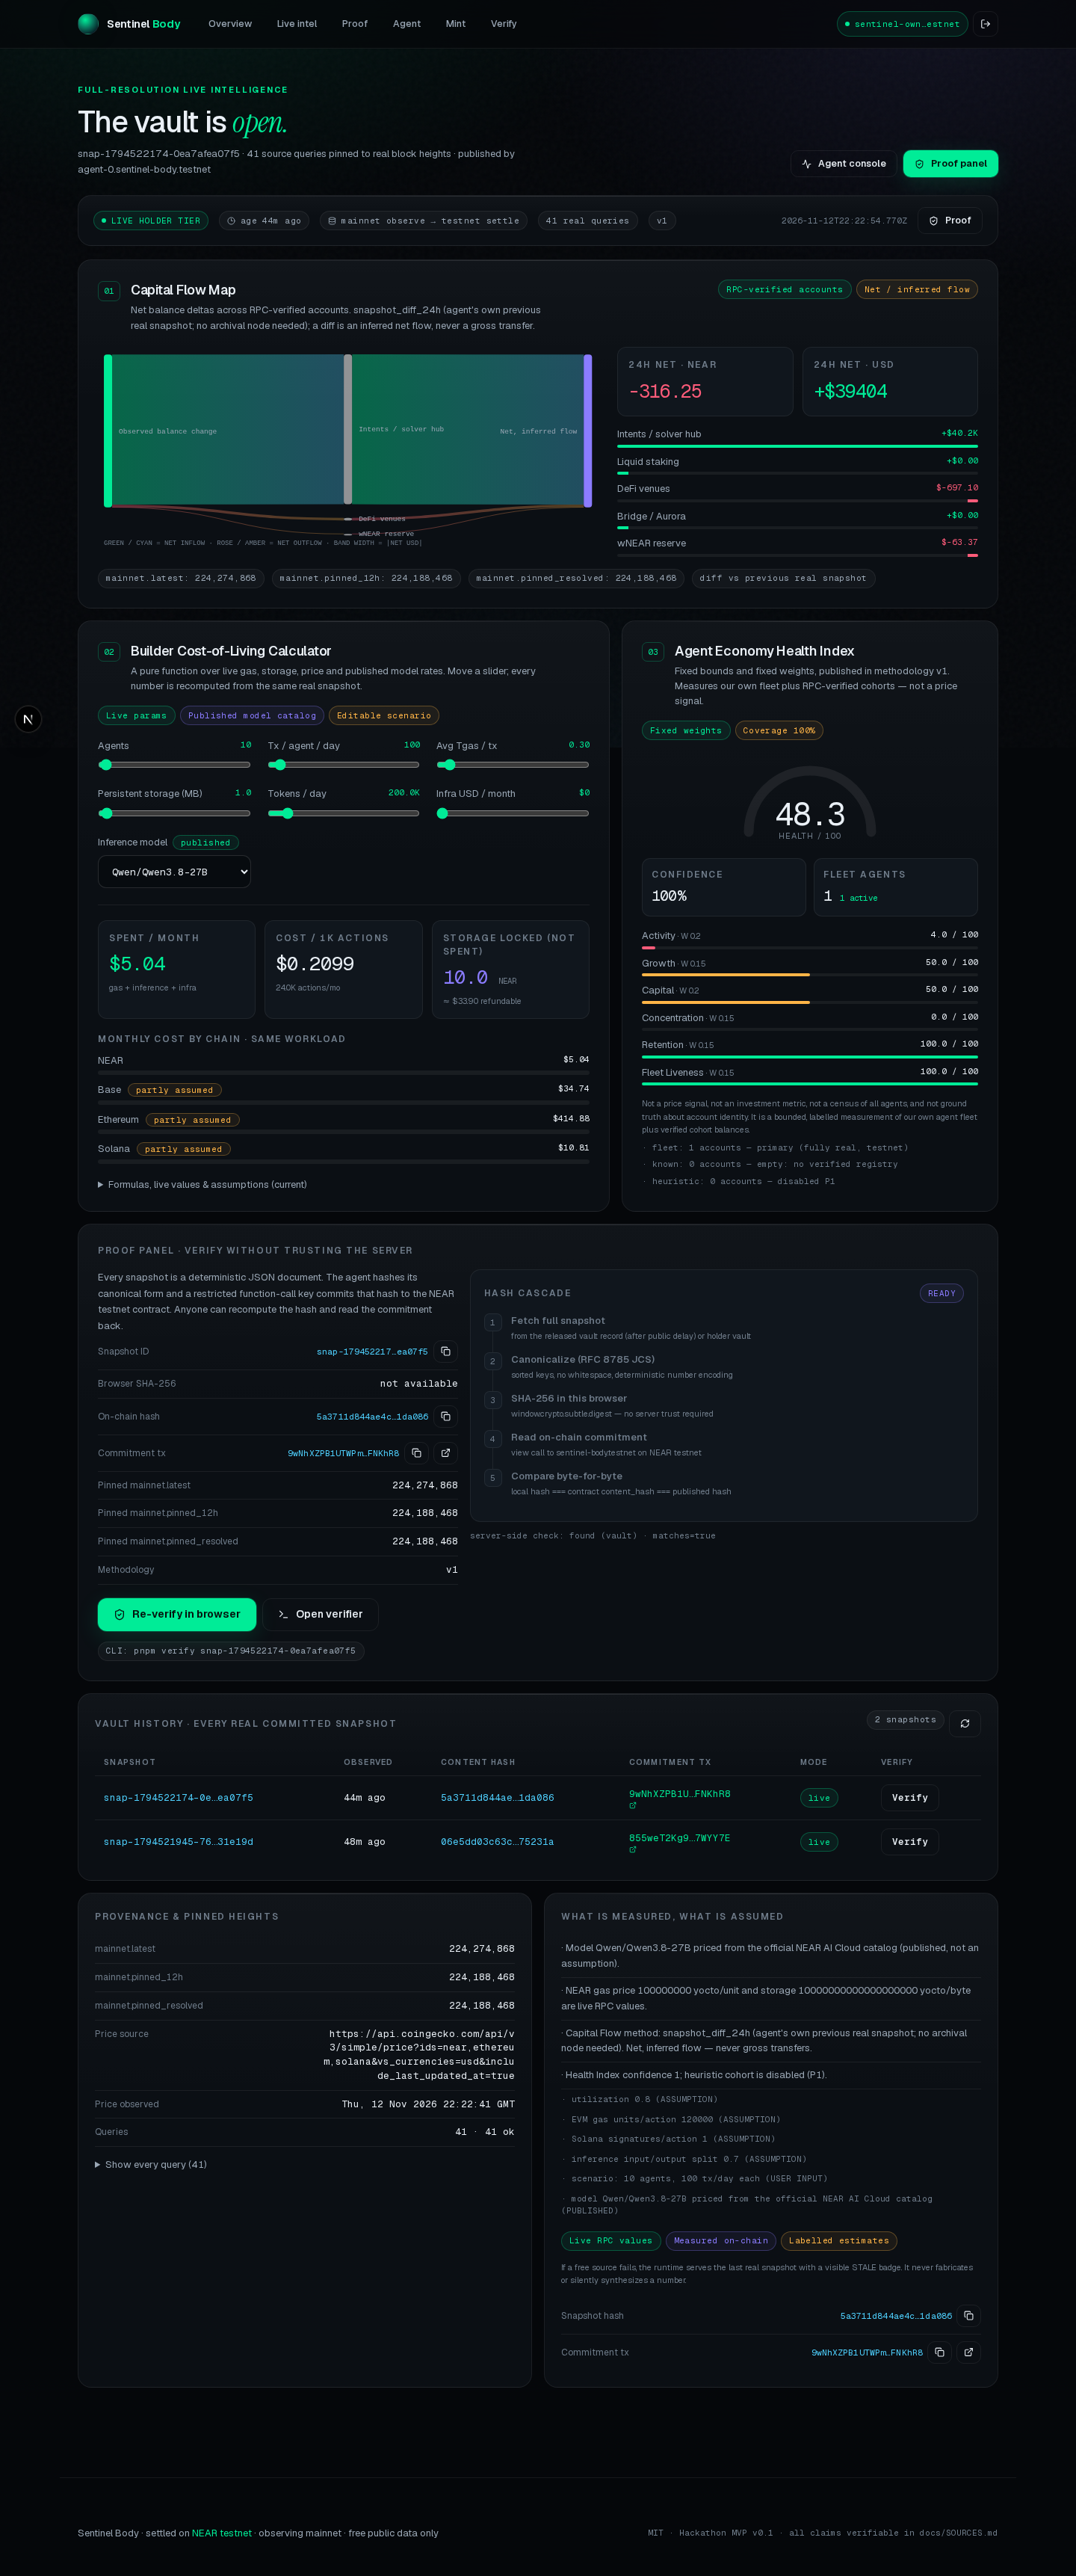 Sentinel Body
Overview
Live intel
Proof
Agent
Mint
Verify
sentinel-own…estnet
FULL-RESOLUTION LIVE INTELLIGENCE
The vault is open.
snap-1794522174-0ea7afea07f5 · 41 source queries pinned to real block heights · published by
agent-0.sentinel-body.testnet
Agent console
Proof panel
LIVE HOLDER TIER
age 44m ago
mainnet observe → testnet settle
41 real queries
v1
2026-11-12T22:22:54.770Z
Proof
01
Capital Flow Map
Net balance deltas across RPC-verified accounts. snapshot_diff_24h (agent's own previous
real snapshot; no archival node needed); a diff is an inferred net flow, never a gross transfer.
RPC-verified accounts
Net / inferred flow
Observed balance change
Intents / solver hub
Net, inferred flow
DeFi venues
wNEAR reserve
GREEN / CYAN = NET INFLOW · ROSE / AMBER = NET OUTFLOW · BAND WIDTH = |NET USD|
24H NET · NEAR
-316.25
24H NET · USD
+$39404
Intents / solver hub
+$40.2K
Liquid staking
+$0.00
DeFi venues
$-697.10
Bridge / Aurora
+$0.00
wNEAR reserve
$-63.37
mainnet.latest: 224,274,868
mainnet.pinned_12h: 224,188,468
mainnet.pinned_resolved: 224,188,468
diff vs previous real snapshot
02
Builder Cost-of-Living Calculator
A pure function over live gas, storage, price and published model rates. Move a slider; every
number is recomputed from the same real snapshot.
Live params
Published model catalog
Editable scenario
Agents
10
Tx / agent / day
100
Avg Tgas / tx
0.30
Persistent storage (MB)
1.0
Tokens / day
200.0K
Infra USD / month
$0
Inference model
published
Qwen/Qwen3.8-27B
SPENT / MONTH
$5.04
gas + inference + infra
COST / 1K ACTIONS
$0.2099
24.0K actions/mo
STORAGE LOCKED (NOT
SPENT)
10.0 NEAR
≈ $33.90 refundable
MONTHLY COST BY CHAIN · SAME WORKLOAD
NEAR
$5.04
Base
partly assumed
$34.74
Ethereum
partly assumed
$414.88
Solana
partly assumed
$10.81
Formulas, live values & assumptions (current)
03
Agent Economy Health Index
Fixed bounds and fixed weights, published in methodology v1.
Measures our own fleet plus RPC-verified cohorts — not a price
signal.
Fixed weights
Coverage 100%
48.3
HEALTH / 100
CONFIDENCE
100%
FLEET AGENTS
1 1 active
Activity · W 0.2
4.0 / 100
Growth · W 0.15
50.0 / 100
Capital · W 0.2
50.0 / 100
Concentration · W 0.15
0.0 / 100
Retention · W 0.15
100.0 / 100
Fleet Liveness · W 0.15
100.0 / 100
Not a price signal, not an investment metric, not a census of all agents, and not ground
truth about account identity. It is a bounded, labelled measurement of our own agent fleet
plus verified cohort balances.
· fleet: 1 accounts — primary (fully real, testnet)
· known: 0 accounts — empty: no verified registry
· heuristic: 0 accounts — disabled P1
PROOF PANEL · VERIFY WITHOUT TRUSTING THE SERVER
Every snapshot is a deterministic JSON document. The agent hashes its
canonical form and a restricted function-call key commits that hash to the NEAR
testnet contract. Anyone can recompute the hash and read the commitment
back.
Snapshot ID
snap-179452217…ea07f5
Browser SHA-256
not available
On-chain hash
5a3711d844ae4c…1da086
Commitment tx
9wNhXZPB1UTWPm…FNKhR8
Pinned mainnet.latest
224,274,868
Pinned mainnet.pinned_12h
224,188,468
Pinned mainnet.pinned_resolved
224,188,468
Methodology
v1
Re-verify in browser
Open verifier
CLI: pnpm verify snap-1794522174-0ea7afea07f5
HASH CASCADE
READY
1
Fetch full snapshot
from the released vault record (after public delay) or holder vault
2
Canonicalize (RFC 8785 JCS)
sorted keys, no whitespace, deterministic number encoding
3
SHA-256 in this browser
window.crypto.subtle.digest — no server trust required
4
Read on-chain commitment
view call to sentinel-body.testnet on NEAR testnet
5
Compare byte-for-byte
local hash === contract content_hash === published hash
server-side check: found (vault) · matches=true
VAULT HISTORY · EVERY REAL COMMITTED SNAPSHOT
2 snapshots
SNAPSHOT
OBSERVED
CONTENT HASH
COMMITMENT TX
MODE
VERIFY
snap-1794522174-0e…ea07f5
44m ago
5a3711d844ae…1da086
9wNhXZPB1U…FNKhR8
live
Verify
snap-1794521945-76…31e19d
48m ago
06e5dd03c63c…75231a
855weT2Kg9…7WYY7E
live
Verify
PROVENANCE & PINNED HEIGHTS
mainnet.latest
224,274,868
mainnet.pinned_12h
224,188,468
mainnet.pinned_resolved
224,188,468
Price source
https://api.coingecko.com/api/v
3/simple/price?ids=near,ethereu
m,solana&vs_currencies=usd&inclu
de_last_updated_at=true
Price observed
Thu, 12 Nov 2026 22:22:41 GMT
Queries
41 · 41 ok
Show every query (41)
WHAT IS MEASURED, WHAT IS ASSUMED
· Model Qwen/Qwen3.8-27B priced from the official NEAR AI Cloud catalog (published, not an
assumption).
· NEAR gas price 100000000 yocto/unit and storage 10000000000000000000 yocto/byte
are live RPC values.
· Capital Flow method: snapshot_diff_24h (agent's own previous real snapshot; no archival
node needed). Net, inferred flow — never gross transfers.
· Health Index confidence 1; heuristic cohort is disabled (P1).
· utilization 0.8 (ASSUMPTION)
· EVM gas units/action 120000 (ASSUMPTION)
· Solana signatures/action 1 (ASSUMPTION)
· inference input/output split 0.7 (ASSUMPTION)
· scenario: 10 agents, 100 tx/day each (USER INPUT)
· model Qwen/Qwen3.8-27B priced from the official NEAR AI Cloud catalog
(PUBLISHED)
Live RPC values
Measured on-chain
Labelled estimates
If a free source fails, the runtime serves the last real snapshot with a visible STALE badge. It never fabricates
or silently synthesizes a number.
Snapshot hash
5a3711d844ae4c…1da086
Commitment tx
9wNhXZPB1UTWPm…FNKhR8
Sentinel Body · settled on NEAR testnet · observing mainnet · free public data only
MIT · Hackathon MVP v0.1 · all claims verifiable in docs/SOURCES.md